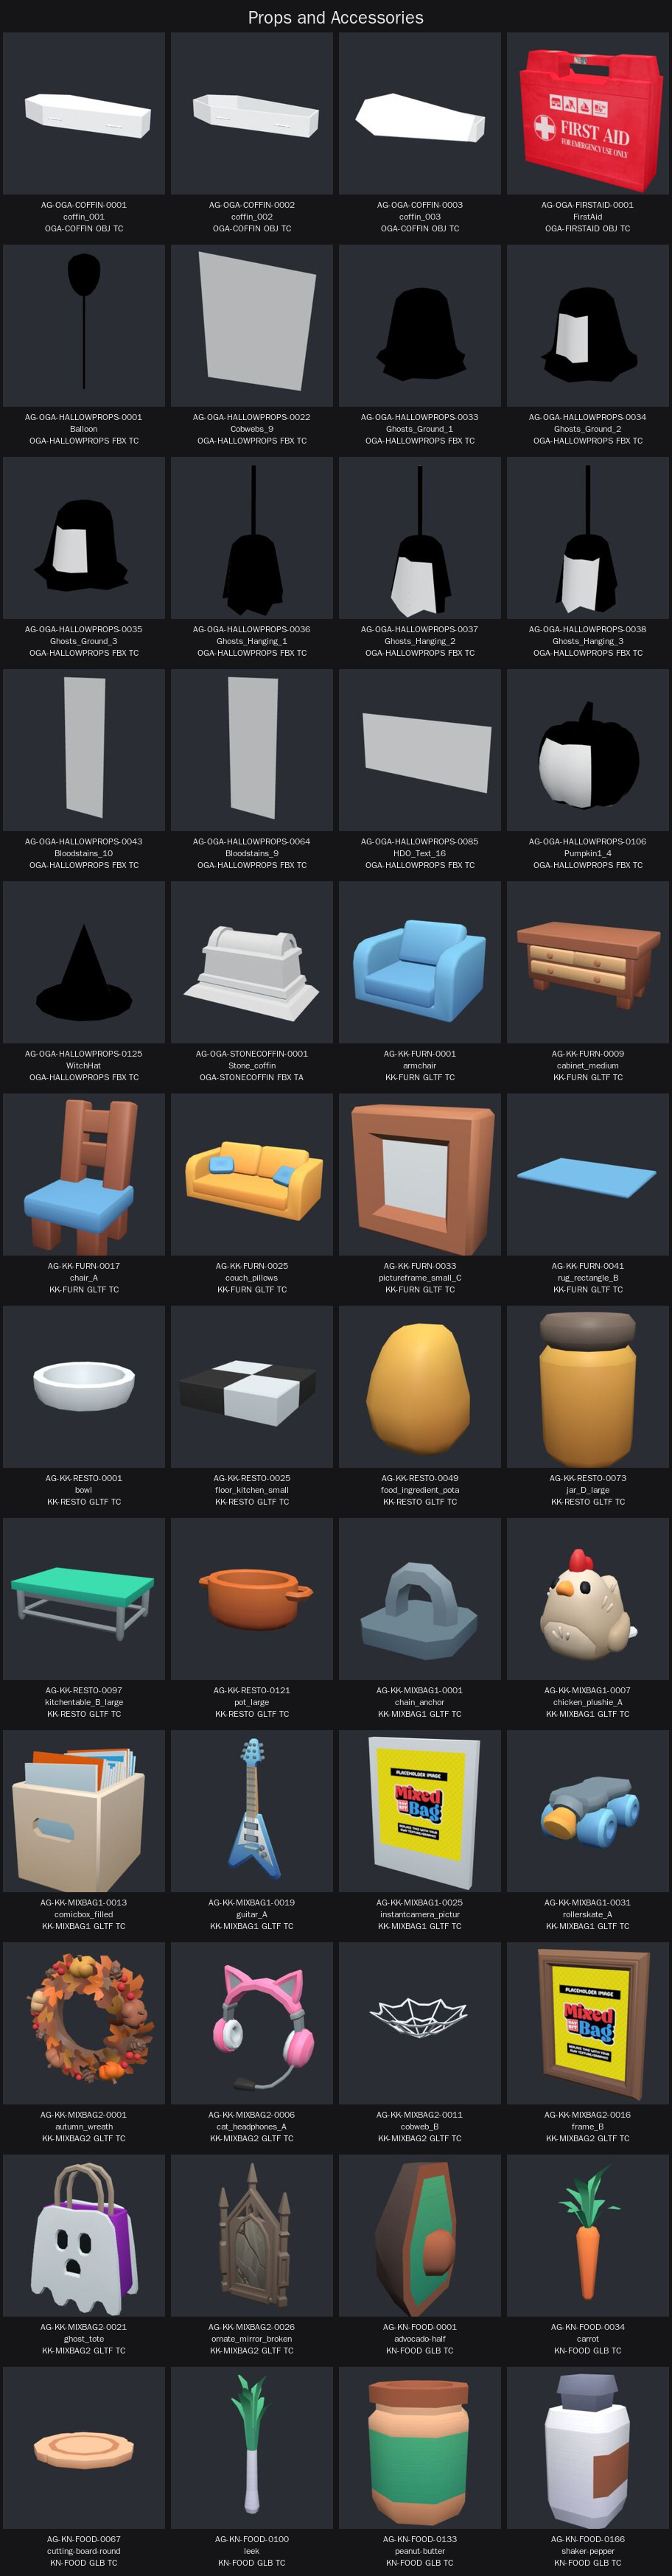 Props and Accessories
AG-OGA-COFFIN-0001
coffin_001
OGA-COFFIN OBJ TC
AG-OGA-COFFIN-0002
coffin_002
OGA-COFFIN OBJ TC
AG-OGA-COFFIN-0003
coffin_003
OGA-COFFIN OBJ TC
FIRST AID
FOR EMERGENCY USE ONLY
AG-OGA-FIRSTAID-0001
FirstAid
OGA-FIRSTAID OBJ TC
AG-OGA-HALLOWPROPS-0001
Balloon
OGA-HALLOWPROPS FBX TC
AG-OGA-HALLOWPROPS-0022
Cobwebs_9
OGA-HALLOWPROPS FBX TC
AG-OGA-HALLOWPROPS-0033
Ghosts_Ground_1
OGA-HALLOWPROPS FBX TC
AG-OGA-HALLOWPROPS-0034
Ghosts_Ground_2
OGA-HALLOWPROPS FBX TC
AG-OGA-HALLOWPROPS-0035
Ghosts_Ground_3
OGA-HALLOWPROPS FBX TC
AG-OGA-HALLOWPROPS-0036
Ghosts_Hanging_1
OGA-HALLOWPROPS FBX TC
AG-OGA-HALLOWPROPS-0037
Ghosts_Hanging_2
OGA-HALLOWPROPS FBX TC
AG-OGA-HALLOWPROPS-0038
Ghosts_Hanging_3
OGA-HALLOWPROPS FBX TC
AG-OGA-HALLOWPROPS-0043
Bloodstains_10
OGA-HALLOWPROPS FBX TC
AG-OGA-HALLOWPROPS-0064
Bloodstains_9
OGA-HALLOWPROPS FBX TC
AG-OGA-HALLOWPROPS-0085
HDO_Text_16
OGA-HALLOWPROPS FBX TC
AG-OGA-HALLOWPROPS-0106
Pumpkin1_4
OGA-HALLOWPROPS FBX TC
AG-OGA-HALLOWPROPS-0125
WitchHat
OGA-HALLOWPROPS FBX TC
AG-OGA-STONECOFFIN-0001
Stone_coffin
OGA-STONECOFFIN FBX TA
AG-KK-FURN-0001
armchair
KK-FURN GLTF TC
AG-KK-FURN-0009
cabinet_medium
KK-FURN GLTF TC
AG-KK-FURN-0017
chair_A
KK-FURN GLTF TC
AG-KK-FURN-0025
couch_pillows
KK-FURN GLTF TC
AG-KK-FURN-0033
pictureframe_small_C
KK-FURN GLTF TC
AG-KK-FURN-0041
rug_rectangle_B
KK-FURN GLTF TC
AG-KK-RESTO-0001
bowl
KK-RESTO GLTF TC
AG-KK-RESTO-0025
floor_kitchen_small
KK-RESTO GLTF TC
AG-KK-RESTO-0049
food_ingredient_pota
KK-RESTO GLTF TC
AG-KK-RESTO-0073
jar_D_large
KK-RESTO GLTF TC
AG-KK-RESTO-0097
kitchentable_B_large
KK-RESTO GLTF TC
AG-KK-RESTO-0121
pot_large
KK-RESTO GLTF TC
AG-KK-MIXBAG1-0001
chain_anchor
KK-MIXBAG1 GLTF TC
AG-KK-MIXBAG1-0007
chicken_plushie_A
KK-MIXBAG1 GLTF TC
AG-KK-MIXBAG1-0013
comicbox_filled
KK-MIXBAG1 GLTF TC
AG-KK-MIXBAG1-0019
guitar_A
KK-MIXBAG1 GLTF TC
PLACEHOLDER IMAGE
Mixed
Bag
AG-KK-MIXBAG1-0025
instantcamera_pictur
KK-MIXBAG1 GLTF TC
AG-KK-MIXBAG1-0031
rollerskate_A
KK-MIXBAG1 GLTF TC
AG-KK-MIXBAG2-0001
autumn_wreath
KK-MIXBAG2 GLTF TC
AG-KK-MIXBAG2-0006
cat_headphones_A
KK-MIXBAG2 GLTF TC
AG-KK-MIXBAG2-0011
cobweb_B
KK-MIXBAG2 GLTF TC
PLACEHOLDER IMAGE
Mixed
Bag
AG-KK-MIXBAG2-0016
frame_B
KK-MIXBAG2 GLTF TC
AG-KK-MIXBAG2-0021
ghost_tote
KK-MIXBAG2 GLTF TC
AG-KK-MIXBAG2-0026
ornate_mirror_broken
KK-MIXBAG2 GLTF TC
AG-KN-FOOD-0001
advocado-half
KN-FOOD GLB TC
AG-KN-FOOD-0034
carrot
KN-FOOD GLB TC
AG-KN-FOOD-0067
cutting-board-round
KN-FOOD GLB TC
AG-KN-FOOD-0100
leek
KN-FOOD GLB TC
AG-KN-FOOD-0133
peanut-butter
KN-FOOD GLB TC
AG-KN-FOOD-0166
shaker-pepper
KN-FOOD GLB TC